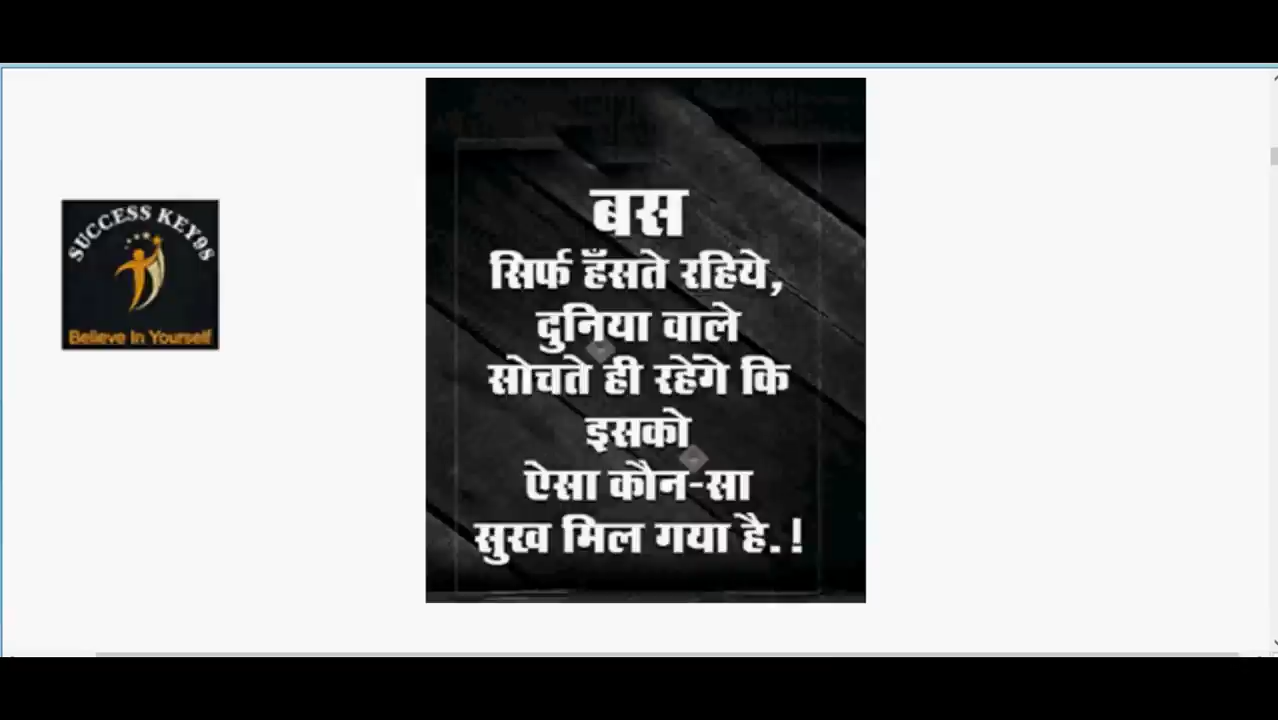 SUCCESS KEY98
Believe In Yourself
बस
सिर्फ हँसते रहिये,
दुनिया वाले
सोचते ही रहेंगे कि
इसको
ऐसा कौन-सा
सुख मिल गया है.!